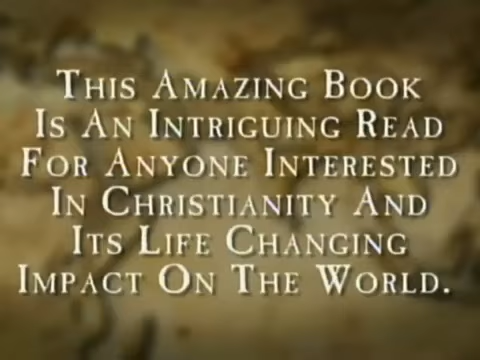 This Amazing Book
Is An Intriguing Read
For Anyone Interested
In Christianity And
Its Life Changing
Impact On The World.